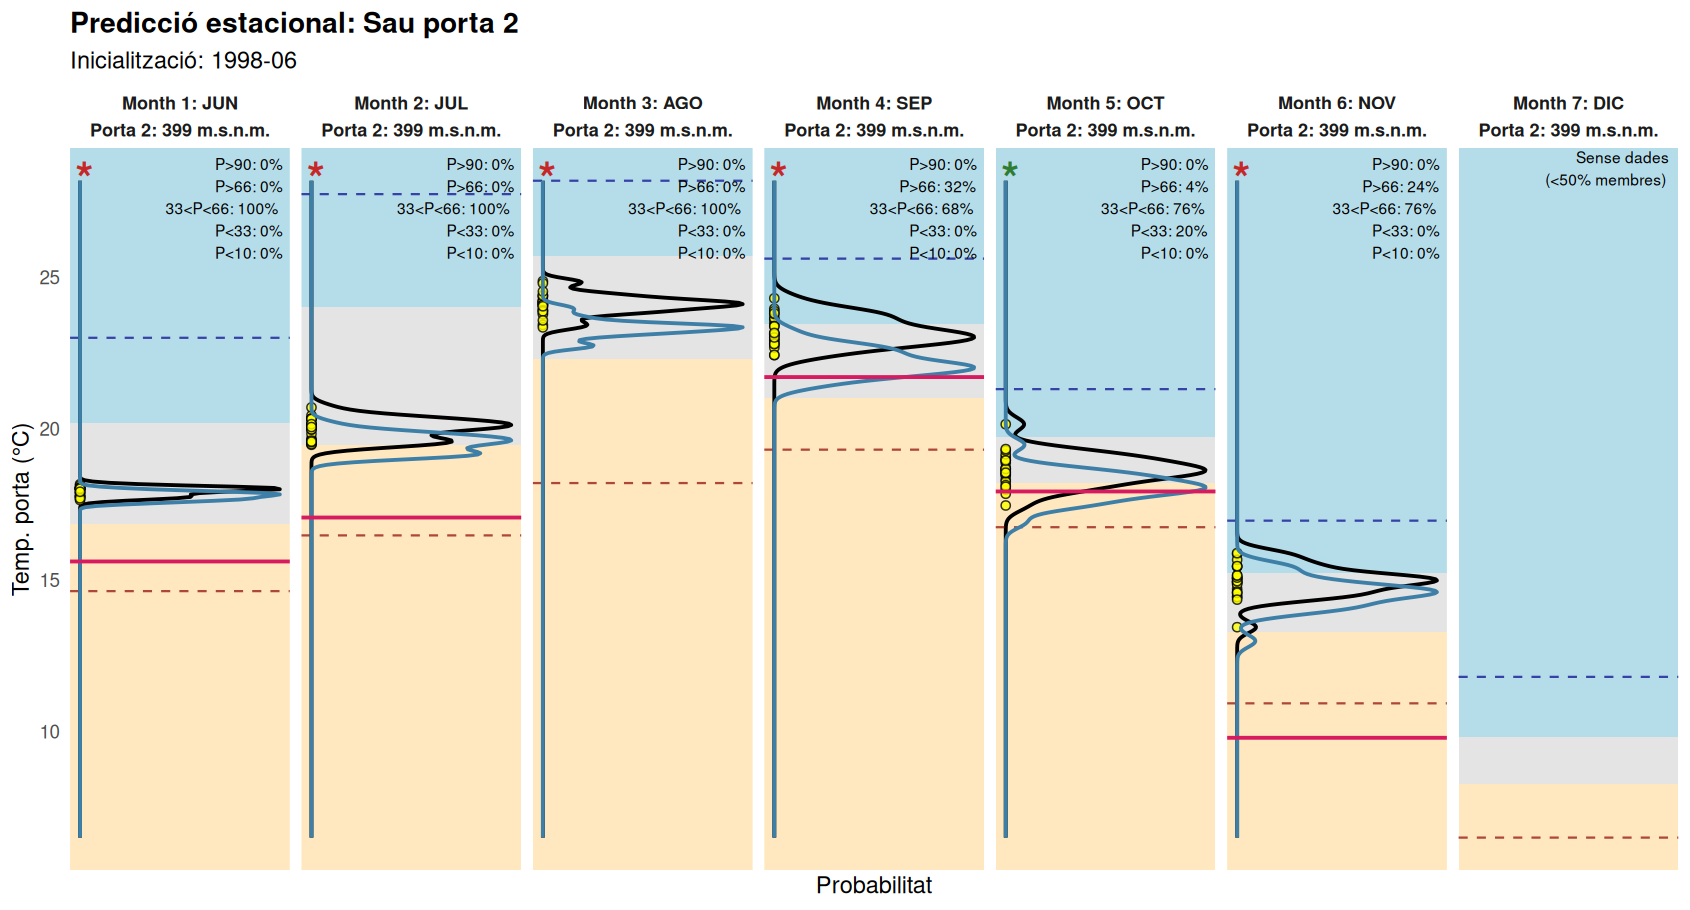 Predicció estacional: Sau porta 2
Inicialització: 1998-06
Month 1: JUN
Porta 2: 399 m.s.n.m.
Month 2: JUL
Porta 2: 399 m.s.n.m.
Month 3: AGO
Porta 2: 399 m.s.n.m.
Month 4: SEP
Porta 2: 399 m.s.n.m.
Month 5: OCT
Porta 2: 399 m.s.n.m.
Month 6: NOV
Porta 2: 399 m.s.n.m.
Month 7: DIC
Porta 2: 399 m.s.n.m.
*
P>90: 0%
P>66: 0%
33<P<66: 100%
P<33: 0%
P<10: 0%
*
P>90: 0%
P>66: 0%
33<P<66: 100%
P<33: 0%
P<10: 0%
*
P>90: 0%
P>66: 0%
33<P<66: 100%
P<33: 0%
P<10: 0%
*
P>90: 0%
P>66: 32%
33<P<66: 68%
P<33: 0%
P<10: 0%
*
P>90: 0%
P>66: 4%
33<P<66: 76%
P<33: 20%
P<10: 0%
*
P>90: 0%
P>66: 24%
33<P<66: 76%
P<33: 0%
P<10: 0%
Sense dades
(<50% membres)
Temp. porta (°C)
25
20
15
10
Probabilitat